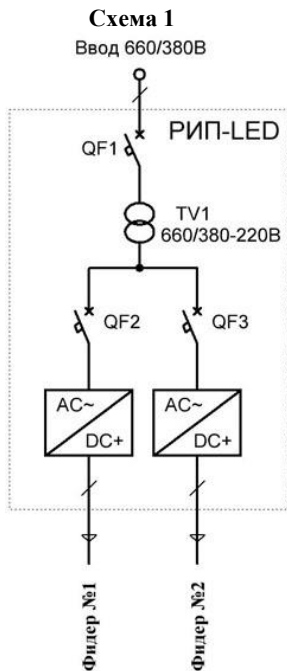 Схема 1
Ввод 660/380В
РИП-LED
QF1
TV1
660/380-220В
QF2
QF3
AC~
DC+
AC~
DC+
Фидер №1
Фидер №2